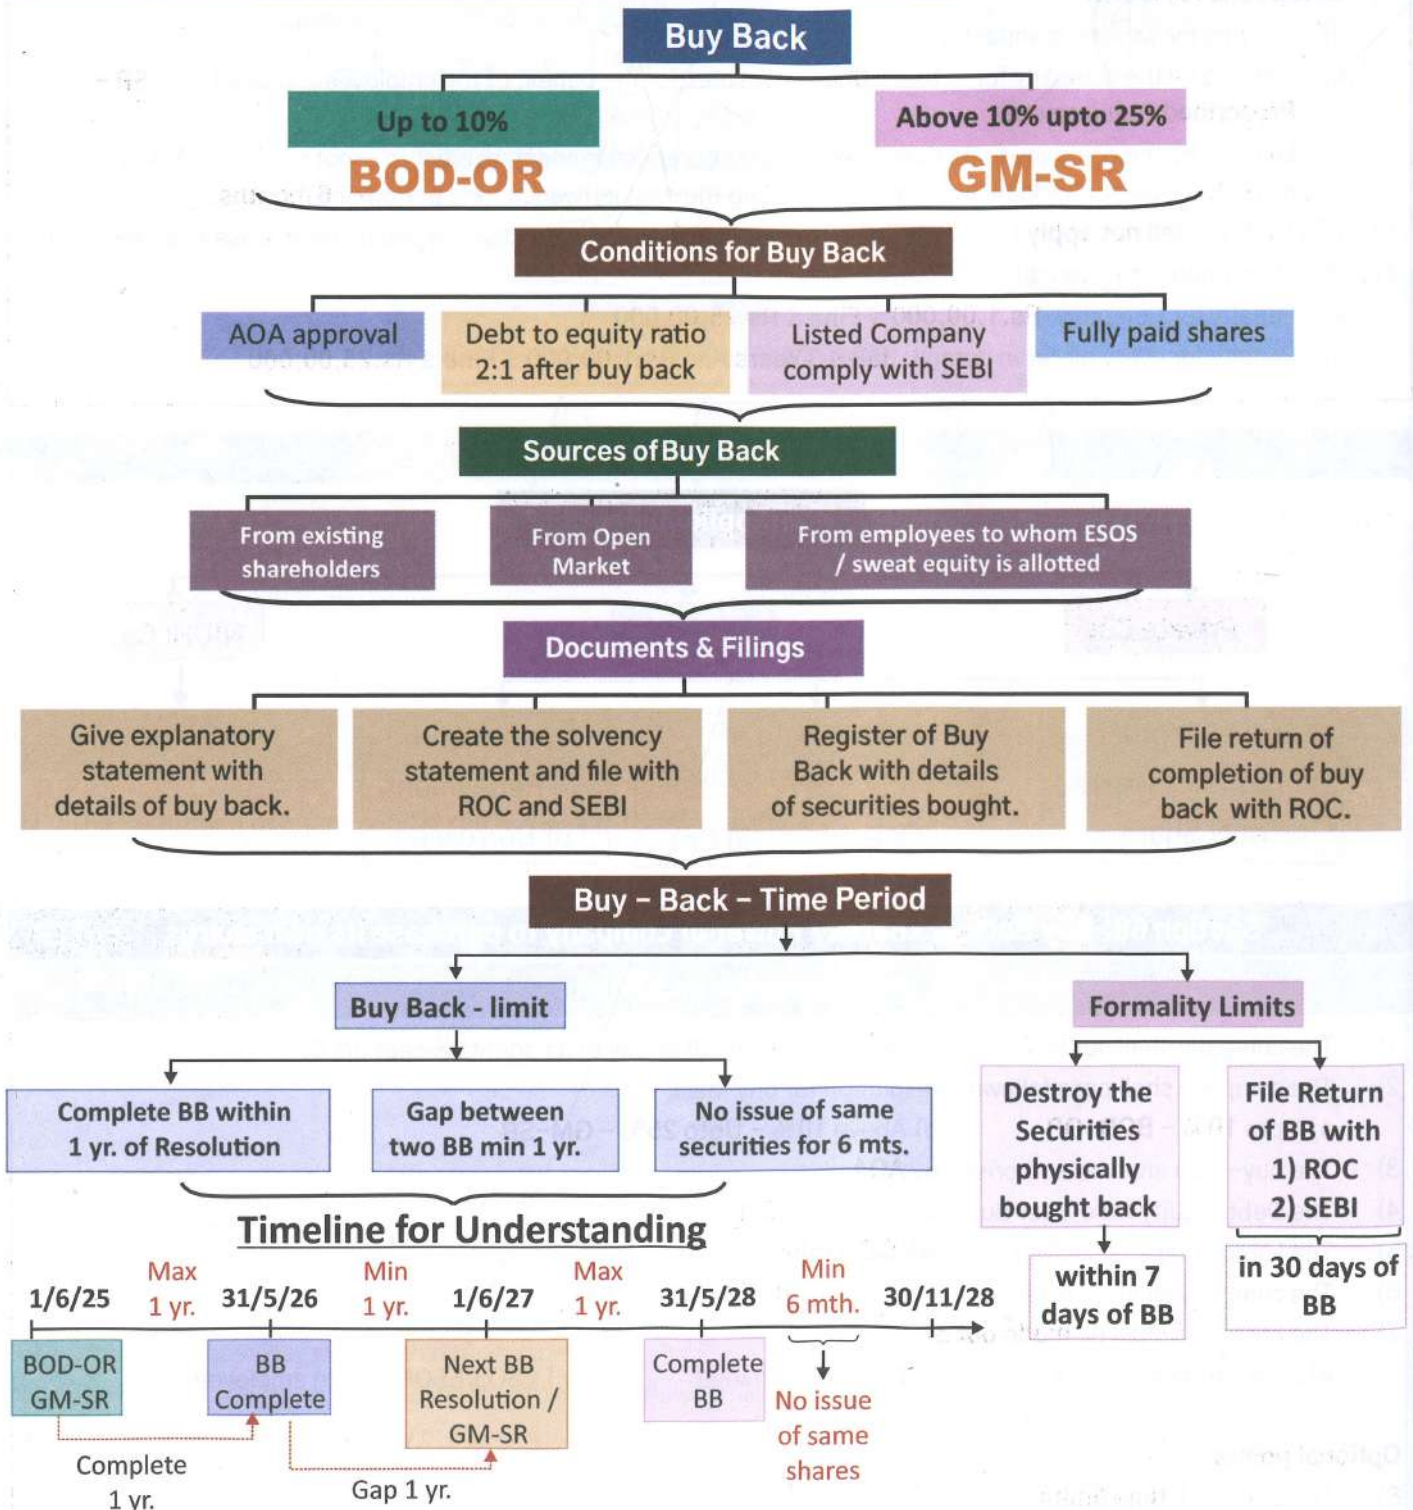 Buy Back
Up to 10%
Above 10% upto 25%
BOD-OR
GM-SR
Conditions for Buy Back
AOA approval
Debt to equity ratio
2:1 after buy back
Listed Company
comply with SEBI
Fully paid shares
Sources of Buy Back
From existing
shareholders
From Open
Market
From employees to whom ESOS
/ sweat equity is allotted
Documents & Filings
Give explanatory
statement with
details of buy back.
Create the solvency
statement and file with
ROC and SEBI
Register of Buy
Back with details
of securities bought.
File return of
completion of buy
back with ROC.
Buy – Back – Time Period
Buy Back - limit
Formality Limits
Complete BB within
1 yr. of Resolution
Gap between
two BB min 1 yr.
No issue of same
securities for 6 mts.
Destroy the
Securities
physically
bought back
File Return
of BB with
1) ROC
2) SEBI
within 7
days of BB
in 30 days of
BB
Timeline for Understanding
1/6/25
Max
1 yr.
31/5/26
Min
1 yr.
1/6/27
Max
1 yr.
31/5/28
Min
6 mth.
30/11/28
BOD-OR
GM-SR
BB
Complete
Next BB
Resolution /
GM-SR
Complete
BB
No issue
of same
shares
Complete
1 yr.
Gap 1 yr.